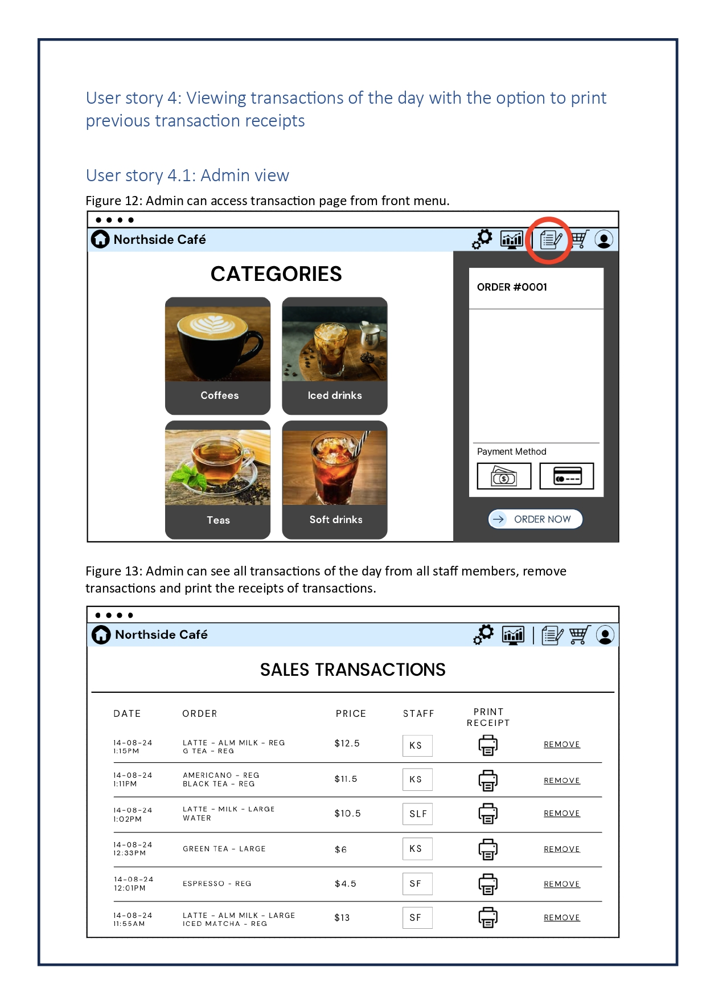 User story 4: Viewing transactions of the day with the option to print
previous transaction receipts
User story 4.1: Admin view
Figure 12: Admin can access transaction page from front menu.
Northside Café
CATEGORIES
Coffees
Iced drinks
Teas
Soft drinks
ORDER #0001
Payment Method
$
ORDER NOW
Figure 13: Admin can see all transactions of the day from all staff members, remove
transactions and print the receipts of transactions.
Northside Café
SALES TRANSACTIONS
DATE ORDER PRICE STAFF PRINT
RECEIPT
14-08-24 LATTE - ALM MILK - REG $12.5 KS REMOVE
1:15PM G TEA - REG
14-08-24 AMERICANO - REG $11.5 KS REMOVE
1:11PM BLACK TEA - REG
14-08-24 LATTE - MILK - LARGE $10.5 SLF REMOVE
1:02PM WATER
14-08-24 GREEN TEA - LARGE $6 KS REMOVE
12:33PM
14-08-24 ESPRESSO - REG $4.5 SF REMOVE
12:01PM
14-08-24 LATTE - ALM MILK - LARGE $13 SF REMOVE
11:55AM ICED MATCHA - REG